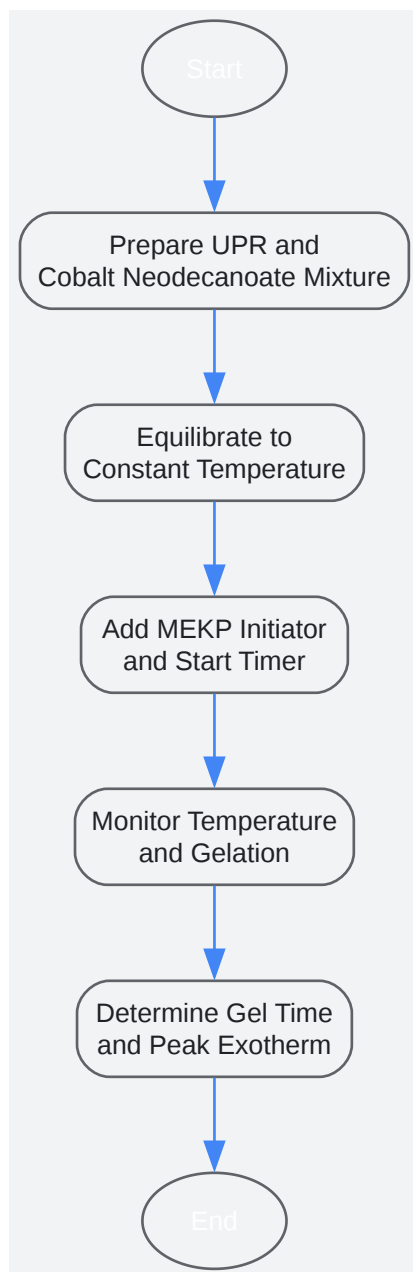 Start
Prepare UPR and
Cobalt Neodecanoate Mixture
Equilibrate to
Constant Temperature
Add MEKP Initiator
and Start Timer
Monitor Temperature
and Gelation
Determine Gel Time
and Peak Exotherm
End